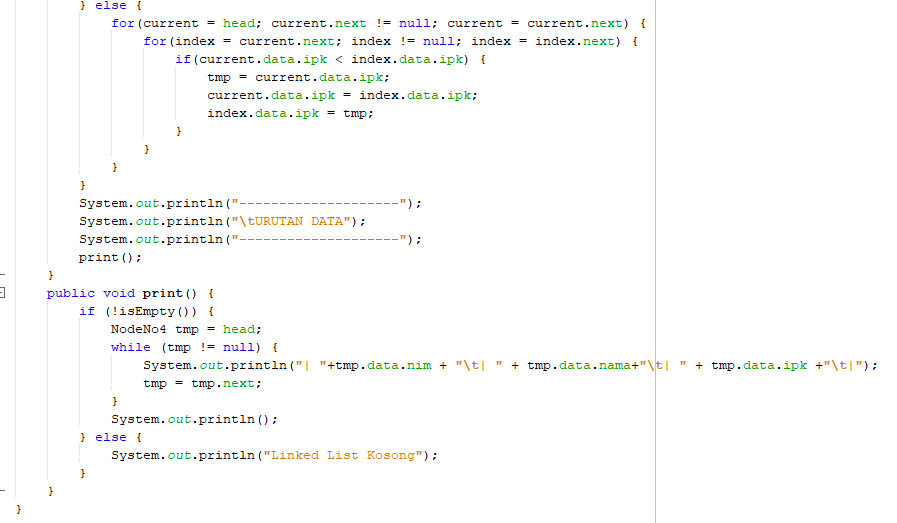 } else {
for(current = head; current.next != null; current = current.next) {
for(index = current.next; index != null; index = index.next) {
if(current.data.ipk < index.data.ipk) {
tmp = current.data.ipk;
current.data.ipk = index.data.ipk;
index.data.ipk = tmp;
}
}
}
}
System.out.println("--------------------");
System.out.println("\tURUTAN DATA");
System.out.println("--------------------");
print();
}
public void print() {
if (!isEmpty()) {
NodeNo4 tmp = head;
while (tmp != null) {
System.out.println("| "+tmp.data.nim + "\t| " + tmp.data.nama+"\t| " + tmp.data.ipk +"\t|");
tmp = tmp.next;
}
System.out.println();
} else {
System.out.println("Linked List Kosong");
}
}
}